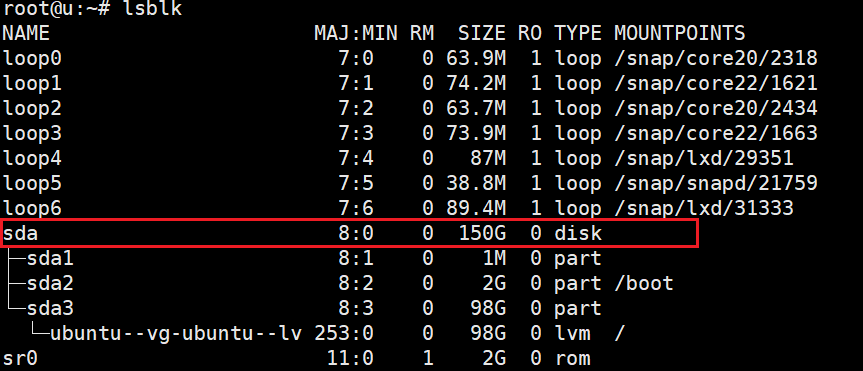 root@u:~# lsblk
NAME                      MAJ:MIN RM  SIZE RO TYPE MOUNTPOINTS
loop0                       7:0    0 63.9M  1 loop /snap/core20/2318
loop1                       7:1    0 74.2M  1 loop /snap/core22/1621
loop2                       7:2    0 63.7M  1 loop /snap/core20/2434
loop3                       7:3    0 73.9M  1 loop /snap/core22/1663
loop4                       7:4    0   87M  1 loop /snap/lxd/29351
loop5                       7:5    0 38.8M  1 loop /snap/snapd/21759
loop6                       7:6    0 89.4M  1 loop /snap/lxd/31333
sda                         8:0    0  150G  0 disk
├─sda1                      8:1    0    1M  0 part
├─sda2                      8:2    0    2G  0 part /boot
└─sda3                      8:3    0   98G  0 part
  └─ubuntu--vg-ubuntu--lv 253:0    0   98G  0 lvm  /
sr0                        11:0    1    2G  0 rom